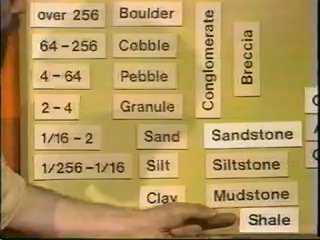 over 256 Boulder
64 - 256 Cobble
4 - 64 Pebble
2 - 4 Granule
Conglomerate
Breccia
1/16 - 2 Sand Sandstone
1/256 - 1/16 Silt Siltstone
Clay Mudstone
Shale